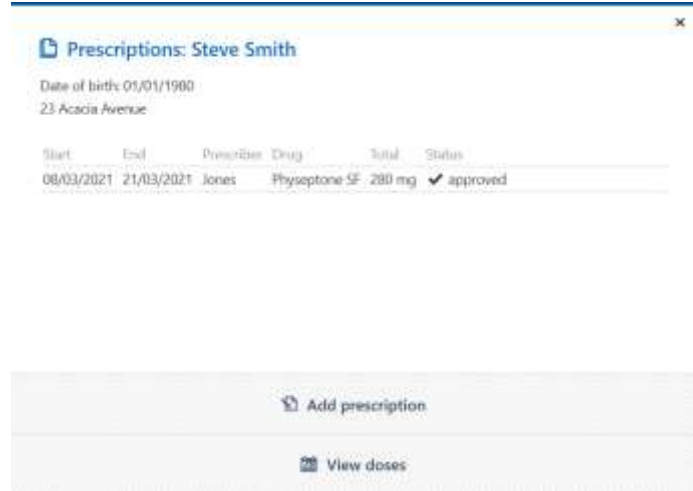 Prescriptions: Steve Smith
Date of birth: 01/01/1980
23 Acacia Avenue
Start End Prescriber Drug Total Status
08/03/2021 21/03/2021 Jones Physeptone SF 280 mg ✔ approved
Add prescription
View doses